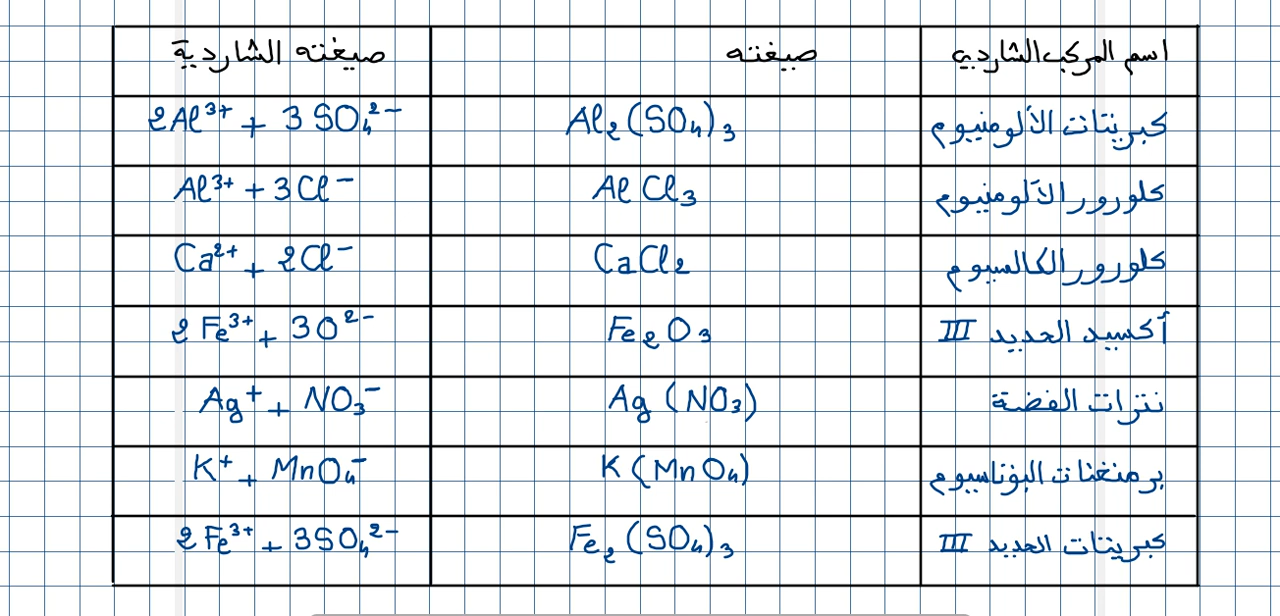 اسم المركب الشاردي صيغته صيغته الشاردية
كبريتات الألومنيوم Al₂(SO₄)₃ 2Al³⁺ + 3SO₄²⁻
كلورور الألومنيوم AlCl₃ Al³⁺ + 3Cl⁻
كلورور الكالسيوم CaCl₂ Ca²⁺ + 2Cl⁻
أكسيد الحديد III Fe₂O₃ 2Fe³⁺ + 3O²⁻
نترات الفضة Ag(NO₃) Ag⁺ + NO₃⁻
برمنغنات البوتاسيوم K(MnO₄) K⁺ + MnO₄⁻
كبريتات الحديد III Fe₂(SO₄)₃ 2Fe³⁺ + 3SO₄²⁻